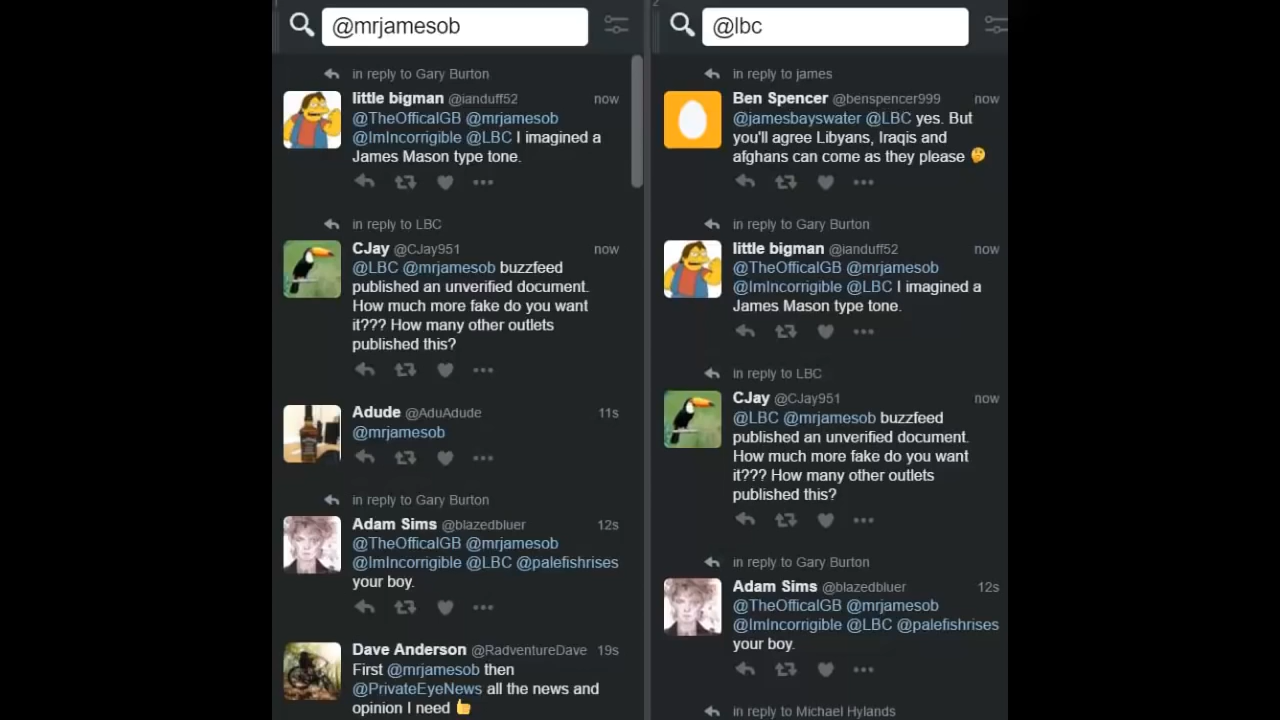 1
@mrjamesob
in reply to Gary Burton
little bigman @ianduff52 now
@TheOfficalGB @mrjamesob
@ImIncorrigible @LBC I imagined a
James Mason type tone.
in reply to LBC
CJay @CJay951 now
@LBC @mrjamesob buzzfeed
published an unverified document.
How much more fake do you want
it??? How many other outlets
published this?
Adude @AduAdude 11s
@mrjamesob
in reply to Gary Burton
Adam Sims @blazedbluer 12s
@TheOfficalGB @mrjamesob
@ImIncorrigible @LBC @palefishrises
your boy.
Dave Anderson @RadventureDave 19s
First @mrjamesob then
@PrivateEyeNews all the news and
opinion I need 👍
2
@lbc
in reply to james
Ben Spencer @benspencer999 now
@jamesbayswater @LBC yes. But
you'll agree Libyans, Iraqis and
afghans can come as they please 🤔
in reply to Gary Burton
little bigman @ianduff52 now
@TheOfficalGB @mrjamesob
@ImIncorrigible @LBC I imagined a
James Mason type tone.
in reply to LBC
CJay @CJay951 now
@LBC @mrjamesob buzzfeed
published an unverified document.
How much more fake do you want
it??? How many other outlets
published this?
in reply to Gary Burton
Adam Sims @blazedbluer 12s
@TheOfficalGB @mrjamesob
@ImIncorrigible @LBC @palefishrises
your boy.
in reply to Michael Hylands